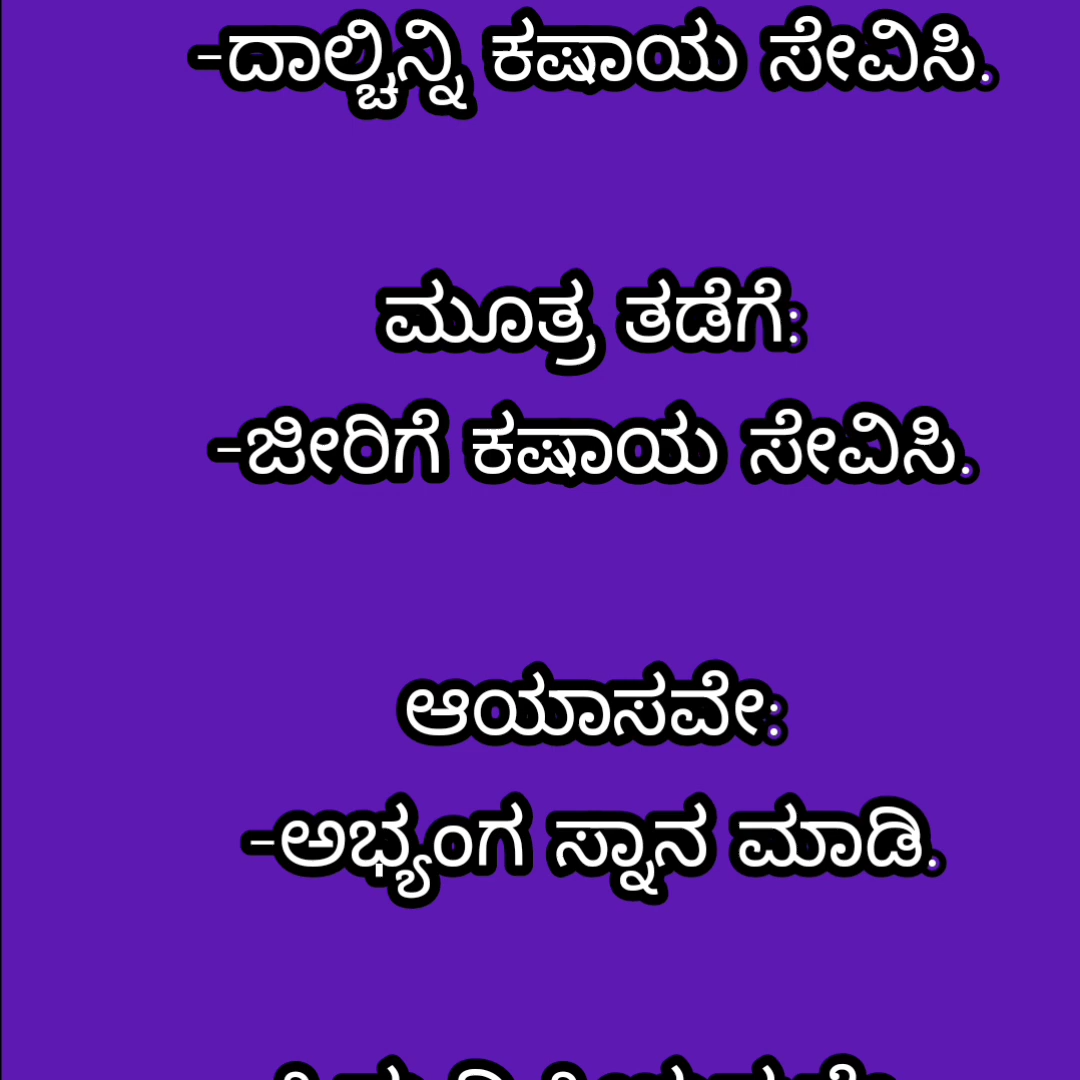 -ದಾಲ್ಚಿನ್ನಿ ಕಷಾಯ ಸೇವಿಸಿ.
ಮೂತ್ರ ತಡೆಗೆ:
-ಜೀರಿಗೆ ಕಷಾಯ ಸೇವಿಸಿ.
ಆಯಾಸವೇ:
-ಅಭ್ಯಂಗ ಸ್ನಾನ ಮಾಡಿ.